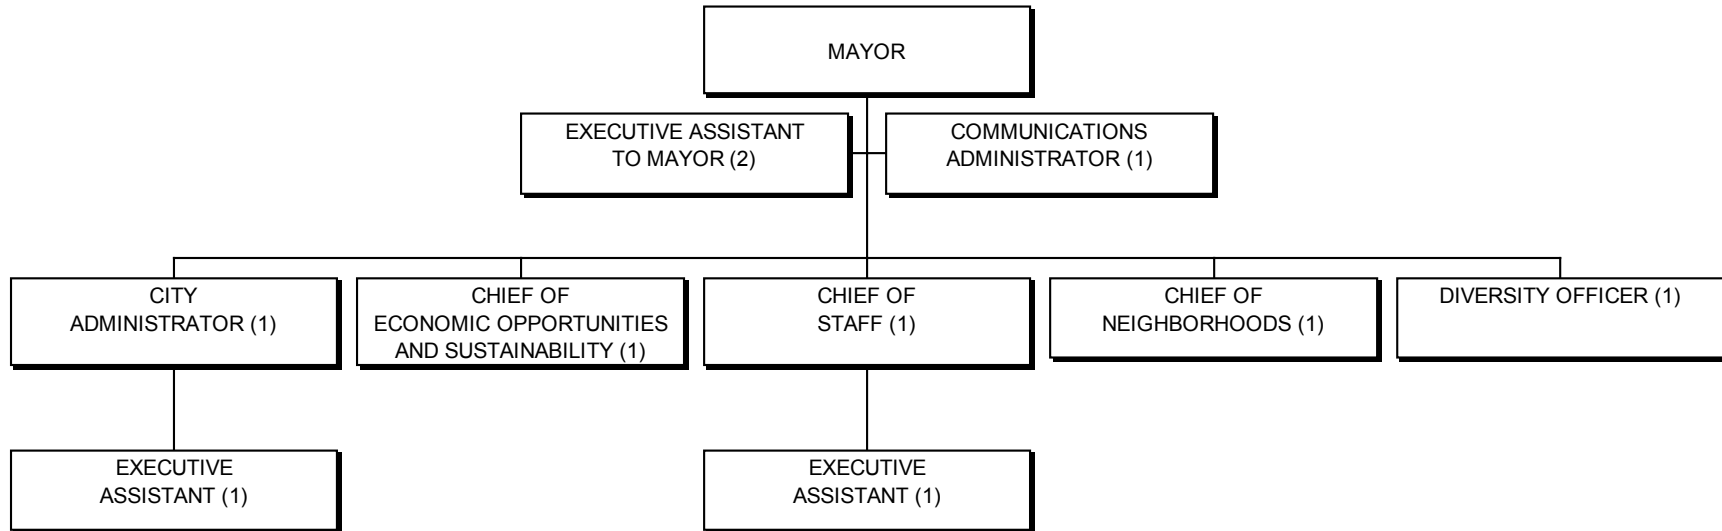 MAYOR
EXECUTIVE ASSISTANT
TO MAYOR (2)
COMMUNICATIONS
ADMINISTRATOR (1)
CITY
ADMINISTRATOR (1)
CHIEF OF
ECONOMIC OPPORTUNITIES
AND SUSTAINABILITY (1)
CHIEF OF
STAFF (1)
CHIEF OF
NEIGHBORHOODS (1)
DIVERSITY OFFICER (1)
EXECUTIVE
ASSISTANT (1)
EXECUTIVE
ASSISTANT (1)